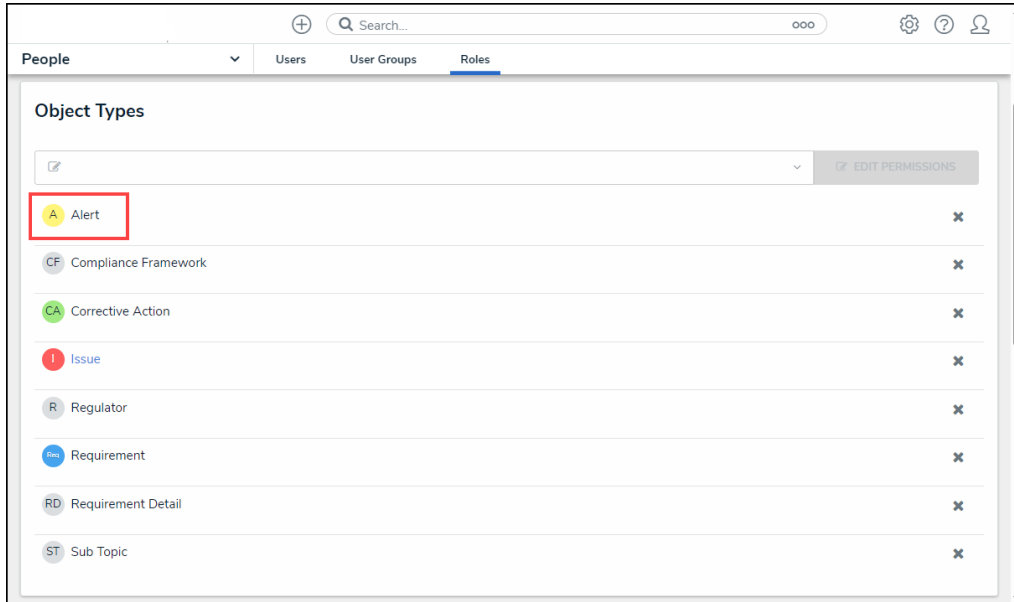 Search...
People
Users
User Groups
Roles
Object Types
EDIT PERMISSIONS
A Alert
CF Compliance Framework
CA Corrective Action
I Issue
R Regulator
Req Requirement
RD Requirement Detail
ST Sub Topic